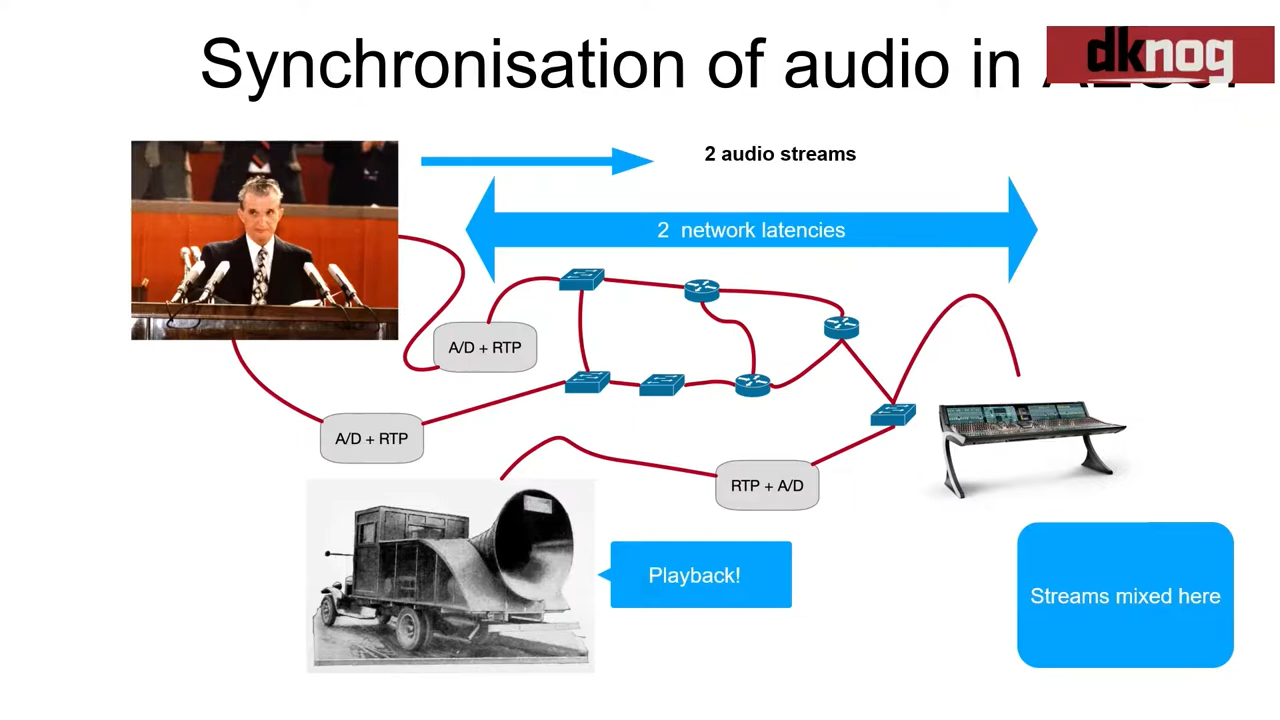 Synchronisation of audio in
dknog
2 audio streams
2 network latencies
A/D + RTP
A/D + RTP
RTP + A/D
Playback!
Streams mixed here